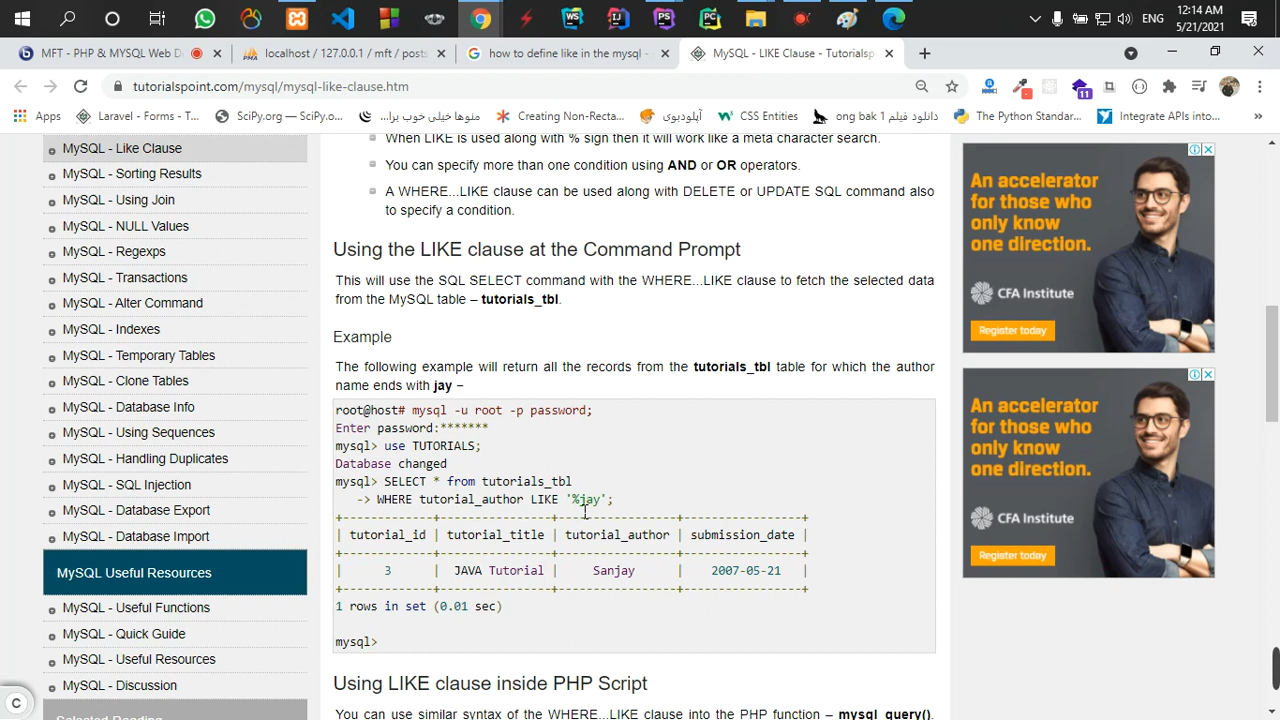 12:14 AM
ENG
5/21/2021
MFT - PHP & MYSQL Web D
localhost / 127.0.0.1 / mft / posts
how to define like in the mysql -
MySQL - LIKE Clause - Tutorialsp
tutorialspoint.com/mysql/mysql-like-clause.htm
11
Apps
Laravel - Forms - T...
SciPy.org — SciPy.o...
منوها خیلی خوب برا...
Creating Non-Recta...
آپلودبوی
CSS Entities
دانلود فیلم ong bak 1
The Python Standar...
Integrate APIs into...
MySQL - Like Clause
MySQL - Sorting Results
MySQL - Using Join
MySQL - NULL Values
MySQL - Regexps
MySQL - Transactions
MySQL - Alter Command
MySQL - Indexes
MySQL - Temporary Tables
MySQL - Clone Tables
MySQL - Database Info
MySQL - Using Sequences
MySQL - Handling Duplicates
MySQL - SQL Injection
MySQL - Database Export
MySQL - Database Import
MySQL Useful Resources
MySQL - Useful Functions
MySQL - Quick Guide
MySQL - Useful Resources
MySQL - Discussion
Selected Reading
When LIKE is used along with % sign then it will work like a meta character search.
You can specify more than one condition using AND or OR operators.
A WHERE...LIKE clause can be used along with DELETE or UPDATE SQL command also
to specify a condition.
Using the LIKE clause at the Command Prompt
This will use the SQL SELECT command with the WHERE...LIKE clause to fetch the selected data
from the MySQL table – tutorials_tbl.
Example
The following example will return all the records from the tutorials_tbl table for which the author
name ends with jay –
root@host# mysql -u root -p password;
Enter password:*******
mysql> use TUTORIALS;
Database changed
mysql> SELECT * from tutorials_tbl
-> WHERE tutorial_author LIKE '%jay';
+-------------+----------------+-----------------+-----------------+
| tutorial_id | tutorial_title | tutorial_author | submission_date |
+-------------+----------------+-----------------+-----------------+
| 3 | JAVA Tutorial | Sanjay | 2007-05-21 |
+-------------+----------------+-----------------+-----------------+
1 rows in set (0.01 sec)
mysql>
Using LIKE clause inside PHP Script
You can use similar syntax of the WHERE...LIKE clause into the PHP function – mysql_query().
An accelerator
for those who
only know
one direction.
CFA Institute
Register today
An accelerator
for those who
only know
one direction.
CFA Institute
Register today